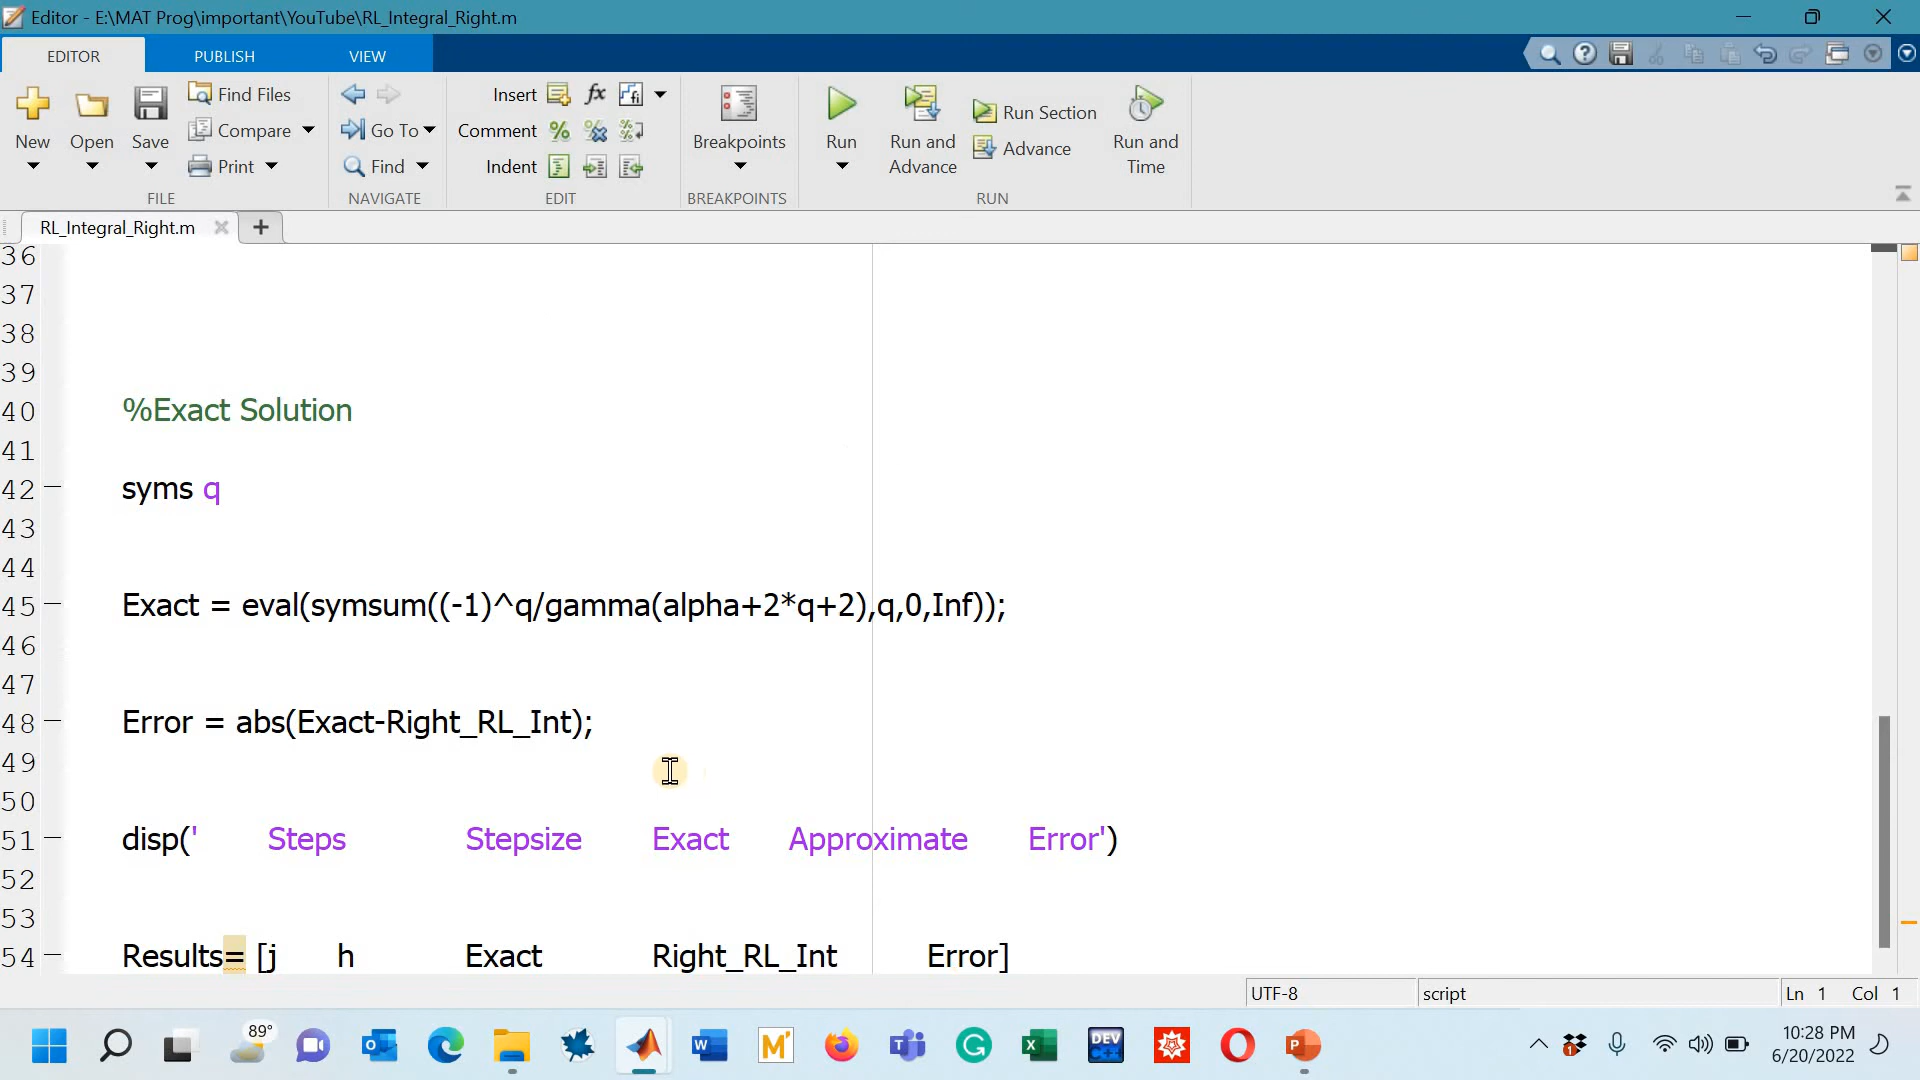 Editor - E:\MAT Prog\important\YouTube\RL_Integral_Right.m
EDITOR PUBLISH VIEW
New
Open
Save
Find Files
Compare
Print
FILE
Go To
Find
NAVIGATE
Insert fx
Comment
Indent
EDIT
Breakpoints
BREAKPOINTS
Run
Run and
Advance
Run Section
Advance
Run and
Time
RUN
RL_Integral_Right.m
36
37
38
39
40 %Exact Solution
41
42 syms q
43
44
45 Exact = eval(symsum((-1)^q/gamma(alpha+2*q+2),q,0,Inf));
46
47
48 Error = abs(Exact-Right_RL_Int);
49
50
51 disp(' Steps Stepsize Exact Approximate Error')
52
53
54 Results= [j h Exact Right_RL_Int Error]
UTF-8 script Ln 1 Col 1
89°
DEV
C++
10:28 PM
6/20/2022